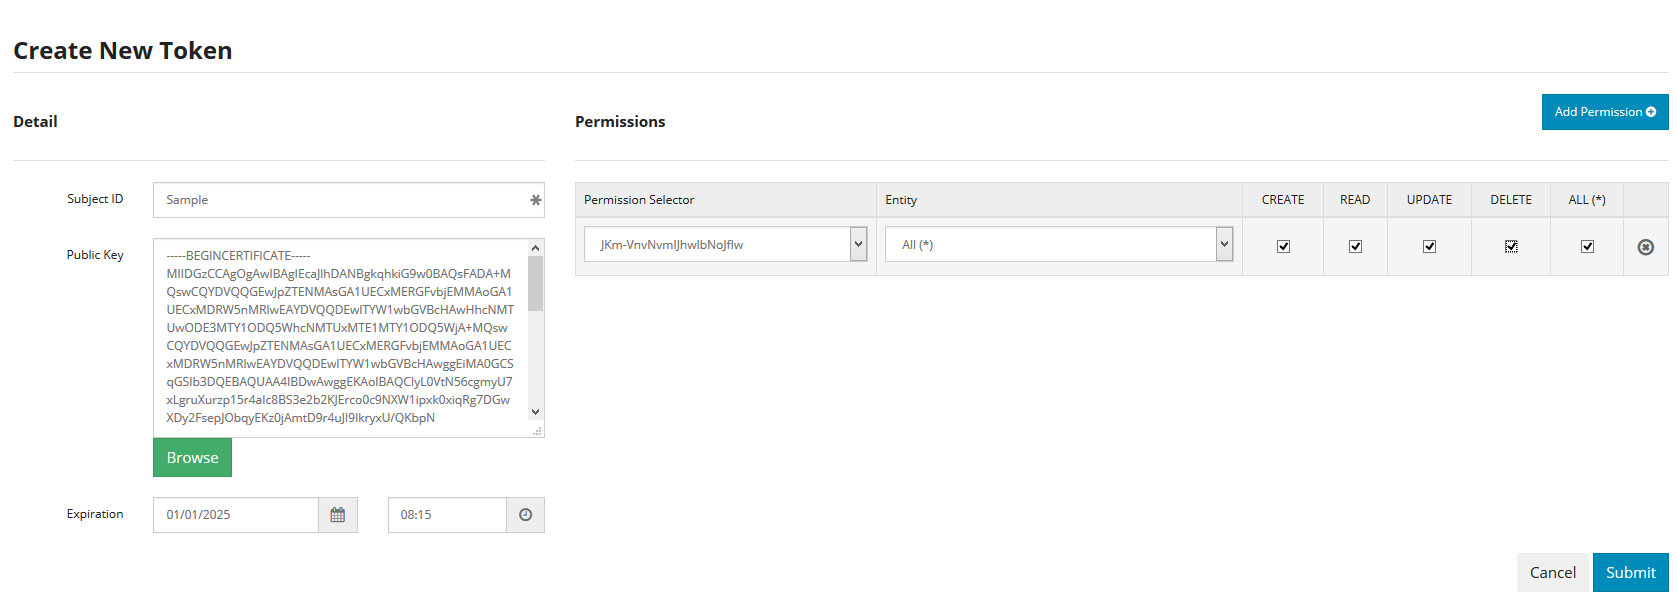 Create New Token
Detail
Permissions
Add Permission
Subject ID
Sample
Public Key
-----BEGINCERTIFICATE-----
MIIDGzCCAgOgAwIBAgIEcaJlhDANBgkqhkiG9w0BAQsFADA+M
QswCQYDVQQGEwJpZTENMAsGA1UECxMERGFvbjEMMAoGA1
UECxMDRW5nMRIwEAYDVQQDEwlTYW1wbGVBcHAwHhcNMT
UwODE3MTY1ODQ5WhcNMTUxMTE1MTY1ODQ5WjA+MQsw
CQYDVQQGEwJpZTENMAsGA1UECxMERGFvbjEMMAoGA1UEC
xMDRW5nMRIwEAYDVQQDEwlTYW1wbGVBcHAwggEiMA0GCS
qGSIb3DQEBAQUAA4IBDwAwggEKAoIBAQClyL0VtN56cgmyU7
xLgruXurzp15r4alc8BS3e2b2KJErco0c9NXW1ipxk0xiqRg7DGw
XDy2FsepJObqyEKz0jAmtD9r4uJl9IkryxU/QKbpN
Browse
Expiration
01/01/2025
08:15
Permission Selector
Entity
CREATE
READ
UPDATE
DELETE
ALL (*)
JKm-VnvNvmIJhwlbNoJflw
All (*)
Cancel
Submit